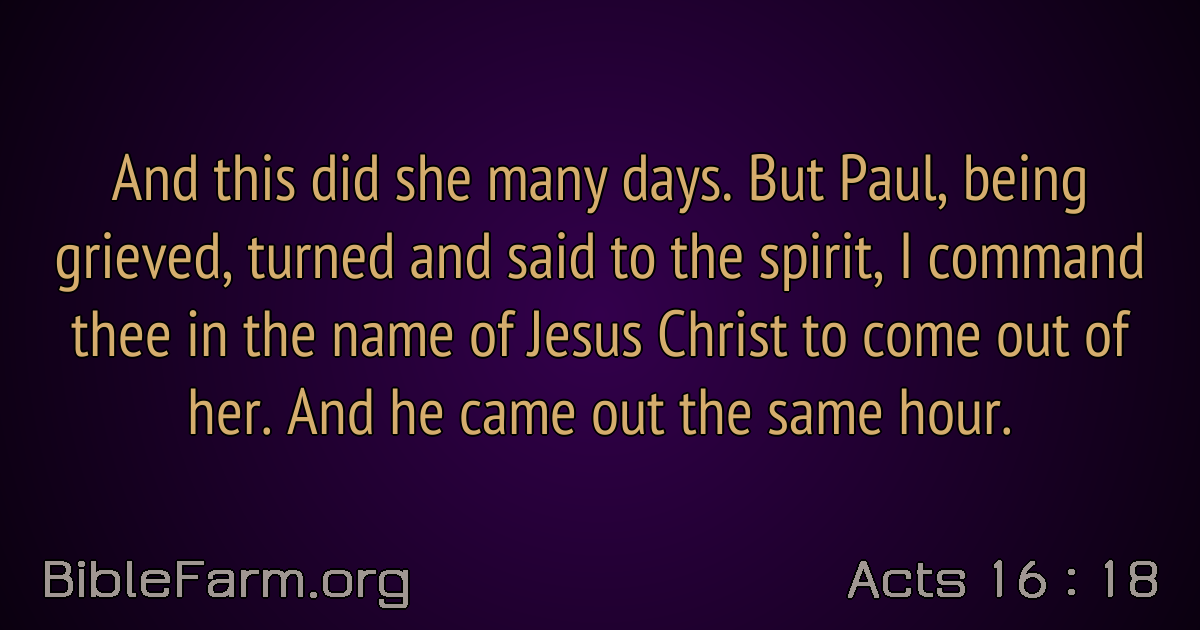 And this did she many days. But Paul, being
grieved, turned and said to the spirit, I command
thee in the name of Jesus Christ to come out of
her. And he came out the same hour.
BibleFarm.org
Acts 16 : 18